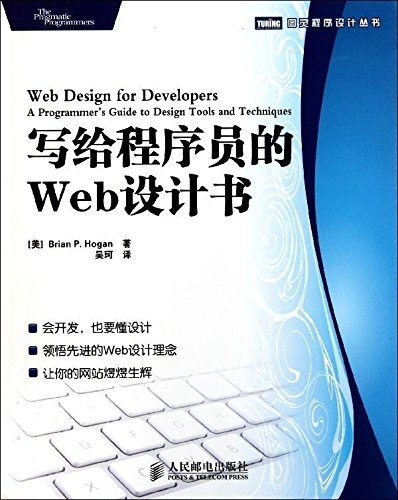 The
Pragmatic
Programmers
TURING 图灵程序设计丛书
Web Design for Developers
A Programmer's Guide to Design Tools and Techniques
写给程序员的
Web设计书
[美] Brian P. Hogan 著
吴珂 译
会开发，也要懂设计
领悟先进的Web设计理念
让你的网站煜煜生辉
人民邮电出版社
POSTS & TELECOM PRESS